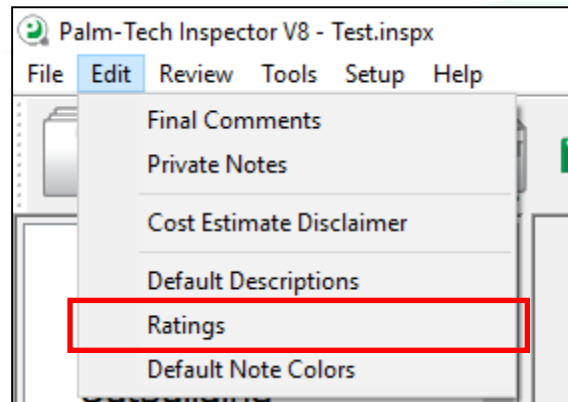 Palm-Tech Inspector V8 - Test.inspx
File Edit Review Tools Setup Help
Final Comments
Private Notes
Cost Estimate Disclaimer
Default Descriptions
Ratings
Default Note Colors